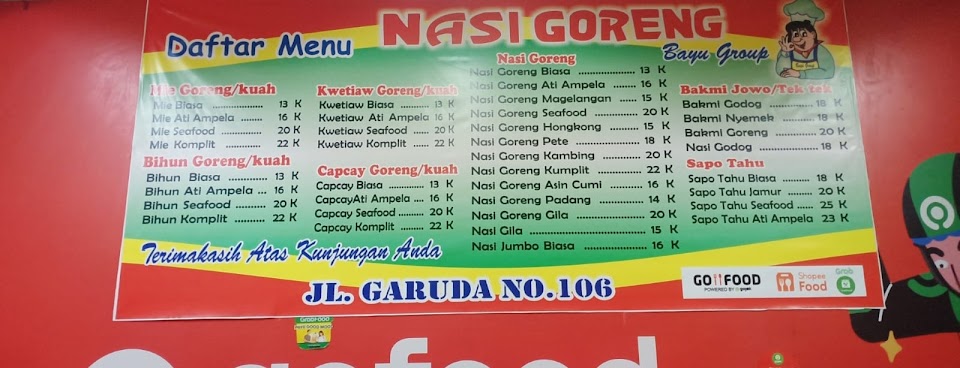 Daftar Menu
NASI GORENG
Bayu Group
Mie Goreng/kuah
Mie Biasa .................. 13 K
Mie Ati Ampela ......... 16 K
Mie Seafood .............. 20 K
Mie Komplit ............... 22 K
Bihun Goreng/kuah
Bihun Biasa .............. 13 K
Bihun Ati Ampela ... 16 K
Bihun Seafood ......... 20 K
Bihun Komplit .......... 22 K
Kwetiaw Goreng/kuah
Kwetiaw Biasa ......... 13 K
Kwetiaw Ati Ampela 16 K
Kwetiaw Seafood ..... 20 K
Kwetiaw Komplit ...... 22 K
Capcay Goreng/kuah
Capcay Biasa ........... 13 K
CapcayAti Ampela ... 16 K
Capcay Seafood ....... 20 K
Capcay Komplit ........ 22 K
Nasi Goreng
Nasi Goreng Biasa ..................... 13 K
Nasi Goreng Ati Ampela ........ 16 K
Nasi Goreng Magelangan ...... 15 K
Nasi Goreng Seafood ............... 20 K
Nasi Goreng Hongkong ........... 15 K
Nasi Goreng Pete ...................... 18 K
Nasi Goreng Kambing .............. 20 K
Nasi Goreng Kumplit ................ 22 K
Nasi Goreng Asin Cumi ........... 16 K
Nasi Goreng Padang ................ 14 K
Nasi Goreng Gila ....................... 20 K
Nasi Gila ...................................... 15 K
Nasi Jumbo Biasa ...................... 16 K
Bakmi Jowo/Tek-tek
Bakmi Godog .............. 18 K
Bakmi Nyemek ........... 18 K
Bakmi Goreng ............. 20 K
Nasi Godog ................. 18 K
Sapo Tahu
Sapo Tahu Biasa ......... 18 K
Sapo Tahu Jamur ........ 20 K
Sapo Tahu Seafood ..... 25 K
Sapo Tahu Ati Ampela 23 K
Terimakasih Atas Kunjungan Anda
JL. GARUDA NO.106
GOFOOD
POWERED BY gojek
Shopee
Food
Grab
gofood